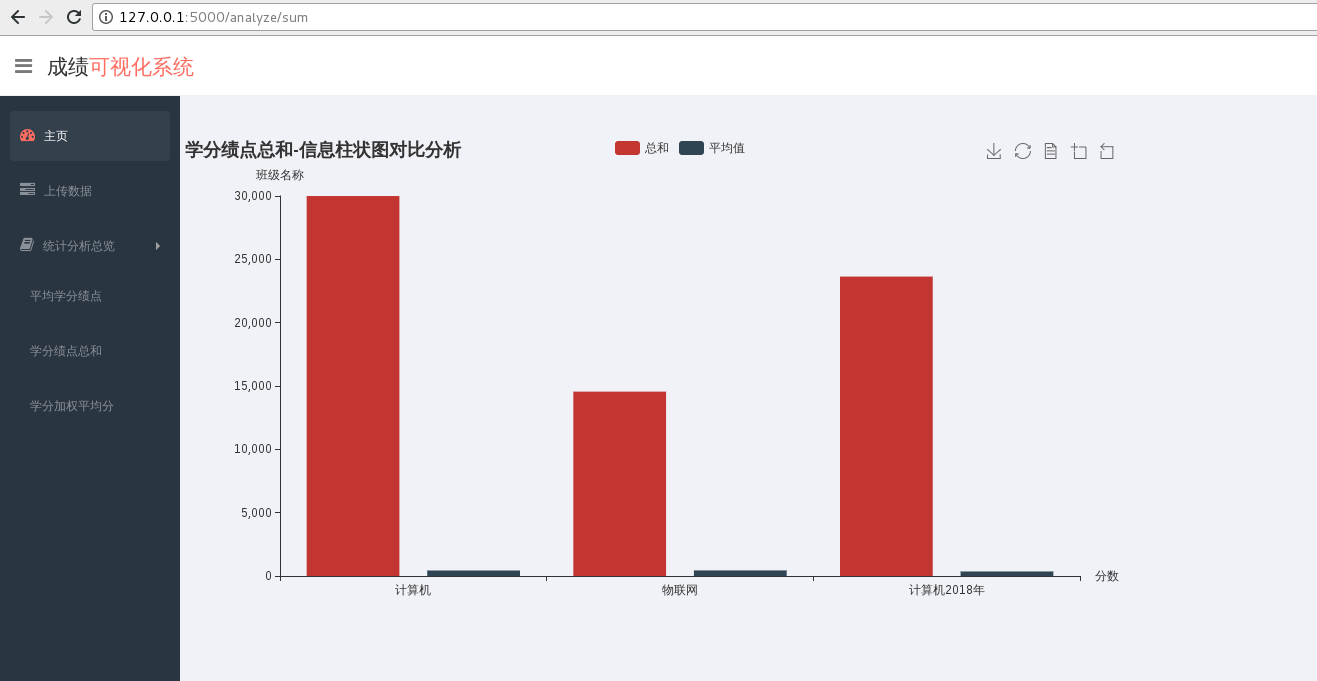 127.0.0.1:5000/analyze/sum
成绩可视化系统
主页
上传数据
统计分析总览
平均学分绩点
学分绩点总和
学分加权平均分
学分绩点总和-信息柱状图对比分析
总和 平均值
班级名称
30,000
25,000
20,000
15,000
10,000
5,000
0
计算机 物联网 计算机2018年
分数